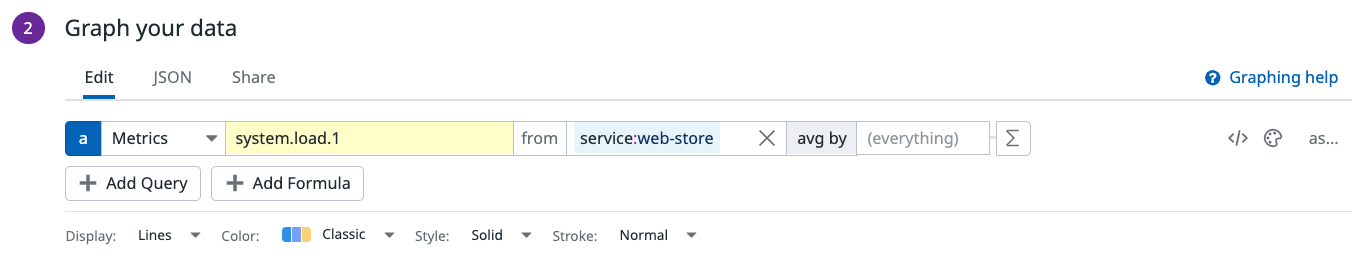 2 Graph your data
Edit JSON Share Graphing help
a Metrics system.load.1 from service:web-store avg by (everything) Σ </> as...
Add Query Add Formula
Display: Lines Color: Classic Style: Solid Stroke: Normal